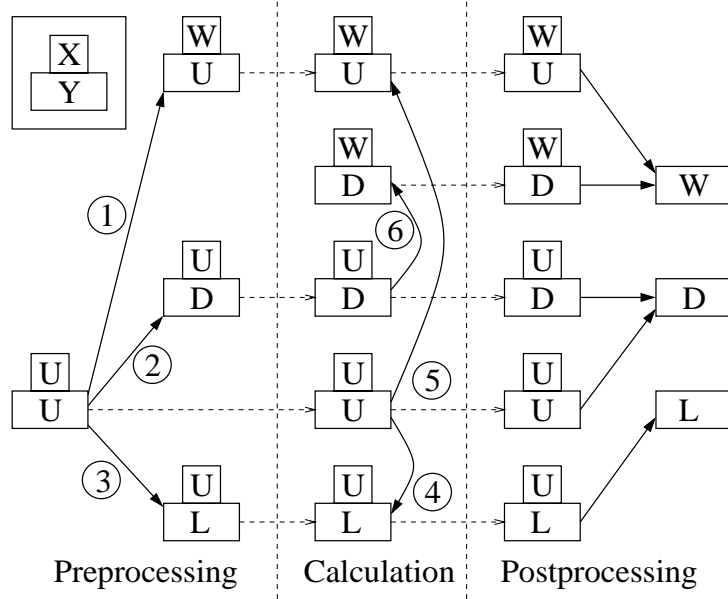 X
Y
W
U
W
U
W
U
W
D
W
D
W
1
6
U
D
U
D
U
D
D
2
U
U
U
U
5
U
U
L
3
U
L
U
L
4
U
L
Preprocessing
Calculation
Postprocessing